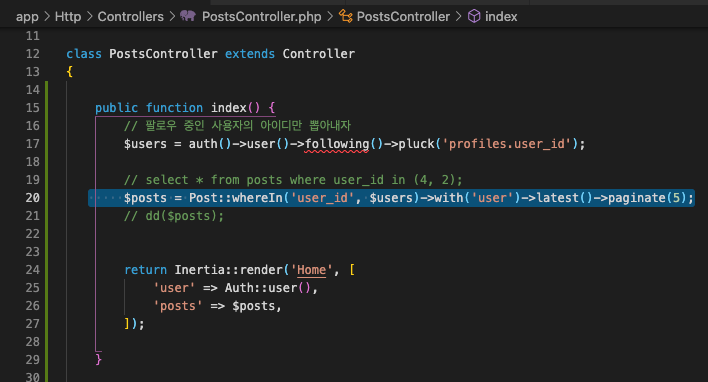 app > Http > Controllers > PostsController.php > PostsController > index
11
12 class PostsController extends Controller
13 {
14
15     public function index() {
16         // 팔로우 중인 사용자의 아이디만 뽑아내자
17         $users = auth()->user()->following()->pluck('profiles.user_id');
18
19         // select * from posts where user_id in (4, 2);
20         $posts = Post::whereIn('user_id', $users)->with('user')->latest()->paginate(5);
21         // dd($posts);
22
23
24         return Inertia::render('Home', [
25             'user' => Auth::user(),
26             'posts' => $posts,
27         ]);
28
29     }
30